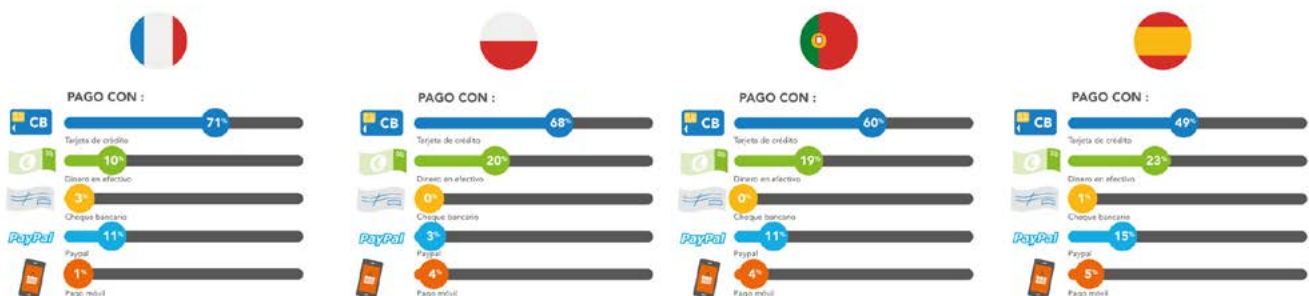 PAGO CON :
CB
71%
Tarjeta de crédito
10%
Dinero en efectivo
3%
Cheque bancario
PayPal
11%
Paypal
1%
Pago móvil
PAGO CON :
CB
68%
Tarjeta de crédito
20%
Dinero en efectivo
0%
Cheque bancario
PayPal
3%
Paypal
4%
Pago móvil
PAGO CON :
CB
60%
Tarjeta de crédito
19%
Dinero en efectivo
0%
Cheque bancario
PayPal
11%
Paypal
4%
Pago móvil
PAGO CON :
CB
49%
Tarjeta de crédito
23%
Dinero en efectivo
1%
Cheque bancario
PayPal
15%
Paypal
5%
Pago móvil